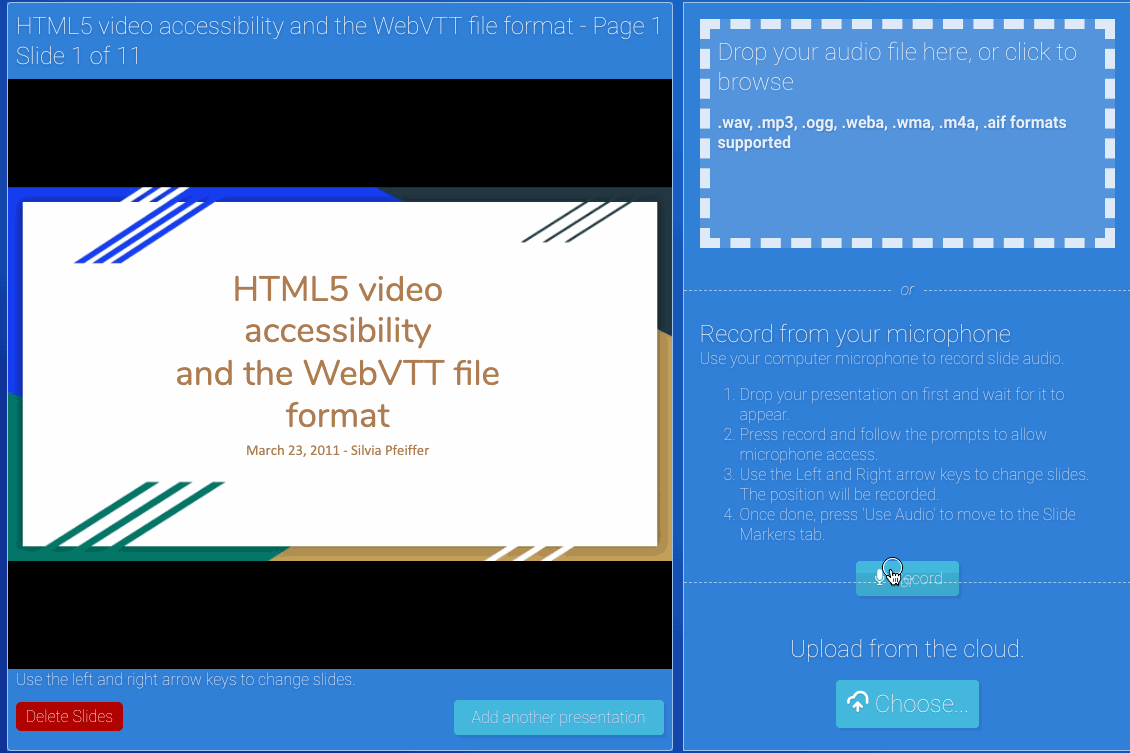 HTML5 video accessibility and the WebVTT file format - Page 1
Slide 1 of 11
HTML5 video
accessibility
and the WebVTT file
format
March 23, 2011 - Silvia Pfeiffer
Use the left and right arrow keys to change slides.
Delete Slides
Add another presentation
Drop your audio file here, or click to
browse
.wav, .mp3, .ogg, .weba, .wma, .m4a, .aif formats
supported
or
Record from your microphone
Use your computer microphone to record slide audio.
1. Drop your presentation on first and wait for it to
appear.
2. Press record and follow the prompts to allow
microphone access.
3. Use the Left and Right arrow keys to change slides.
The position will be recorded.
4. Once done, press 'Use Audio' to move to the Slide
Markers tab.
Record
Upload from the cloud.
Choose...